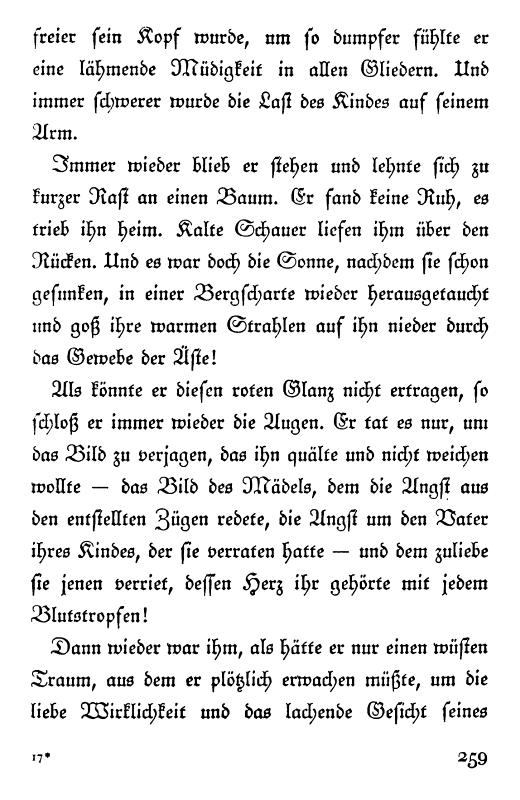 freier sein Kopf wurde, um so dumpfer fühlte er
eine lähmende Müdigkeit in allen Gliedern. Und
immer schwerer wurde die Last des Kindes auf seinem
Arm.
Immer wieder blieb er stehen und lehnte sich zu
kurzer Rast an einen Baum. Er fand keine Ruh, es
trieb ihn heim. Kalte Schauer liefen ihm über den
Rücken. Und es war doch die Sonne, nachdem sie schon
gesunken, in einer Bergscharte wieder herausgetaucht
und goß ihre warmen Strahlen auf ihn nieder durch
das Gewebe der Äste!
Als könnte er diesen roten Glanz nicht ertragen, so
schloß er immer wieder die Augen. Er tat es nur, um
das Bild zu verjagen, das ihn quälte und nicht weichen
wollte — das Bild des Mädels, dem die Angst aus
den entstellten Zügen redete, die Angst um den Vater
ihres Kindes, der sie verraten hatte — und dem zuliebe
sie jenen verriet, dessen Herz ihr gehörte mit jedem
Blutstropfen!
Dann wieder war ihm, als hätte er nur einen wüsten
Traum, aus dem er plötzlich erwachen müßte, um die
liebe Wirklichkeit und das lachende Gesicht seines
17* 259